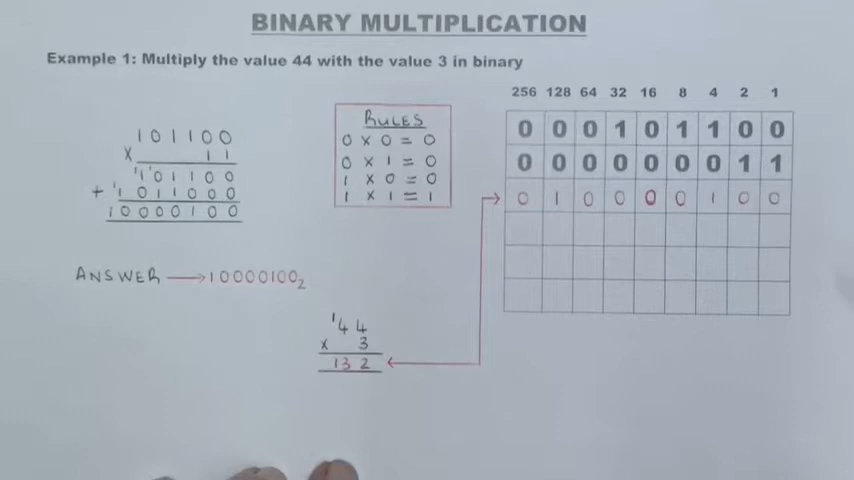 BINARY MULTIPLICATION
Example 1: Multiply the value 44 with the value 3 in binary
101100
x 11
11101100
+ 11011000
10000100
ANSWER → 10000100₂
RULES
0 x 0 = 0
0 x 1 = 0
1 x 0 = 0
1 x 1 = 1
¹44
x 3
132
256 128 64 32 16 8 4 2 1
0 0 0 1 0 1 1 0 0
0 0 0 0 0 0 0 1 1
0 1 0 0 0 0 1 0 0